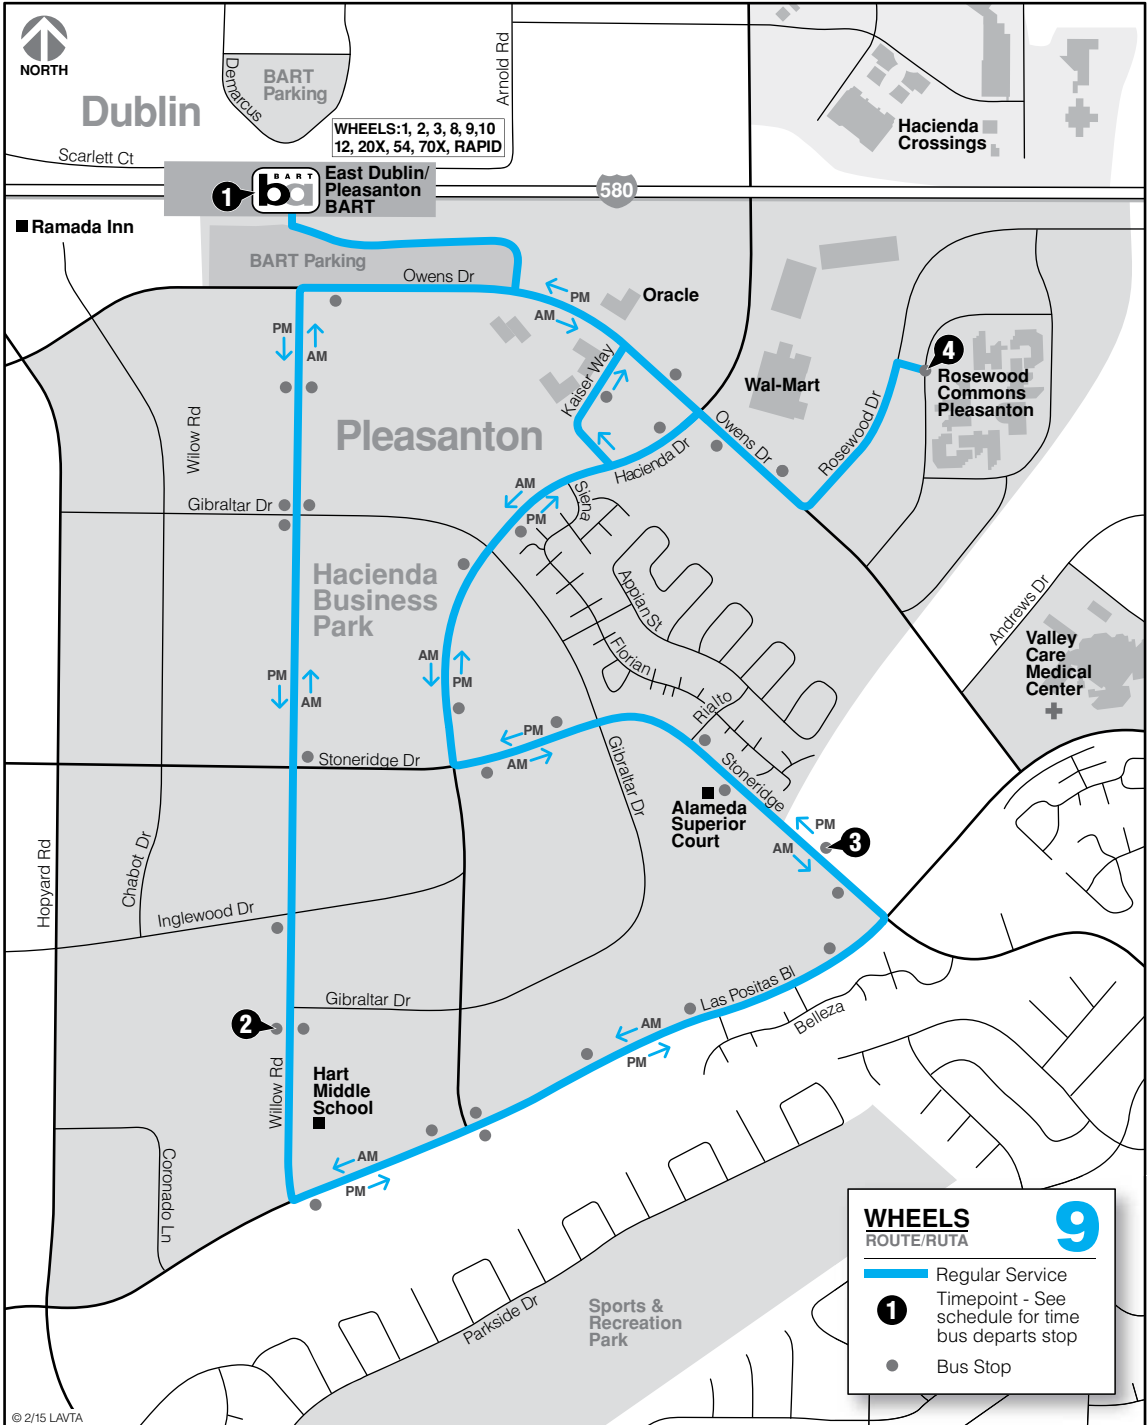 NORTH
Dublin
Demarcus
BART
Parking
Arnold Rd
WHEELS:1, 2, 3, 8, 9,10
12, 20X, 54, 70X, RAPID
Hacienda
Crossings
Scarlett Ct
1
BART
ba
East Dublin/
Pleasanton
BART
580
Ramada Inn
BART Parking
Owens Dr
PM
AM
Oracle
PM
AM
Kaiser Way
Wal-Mart
4
Rosewood
Commons
Pleasanton
Wilow Rd
Pleasanton
Owens Dr
Rosewood Dr
Hacienda Dr
Gibraltar Dr
AM
PM
Siena
Hacienda
Business
Park
Appian St
Andrews Dr
Florian
Valley
Care
Medical
Center
AM
PM
PM
AM
Rialto
PM
AM
Stoneridge Dr
Gibraltar Dr
Stoneridge
Alameda
Superior
Court
PM
AM
3
Hopyard Rd
Chabot Dr
Inglewood Dr
Gibraltar Dr
Las Positas Bl
Belleza
2
AM
PM
Willow Rd
Hart
Middle
School
AM
PM
Coronado Ln
Parkside Dr
Sports &
Recreation
Park
WHEELS
ROUTE/RUTA
9
Regular Service
1
Timepoint - See
schedule for time
bus departs stop
Bus Stop
© 2/15 LAVTA